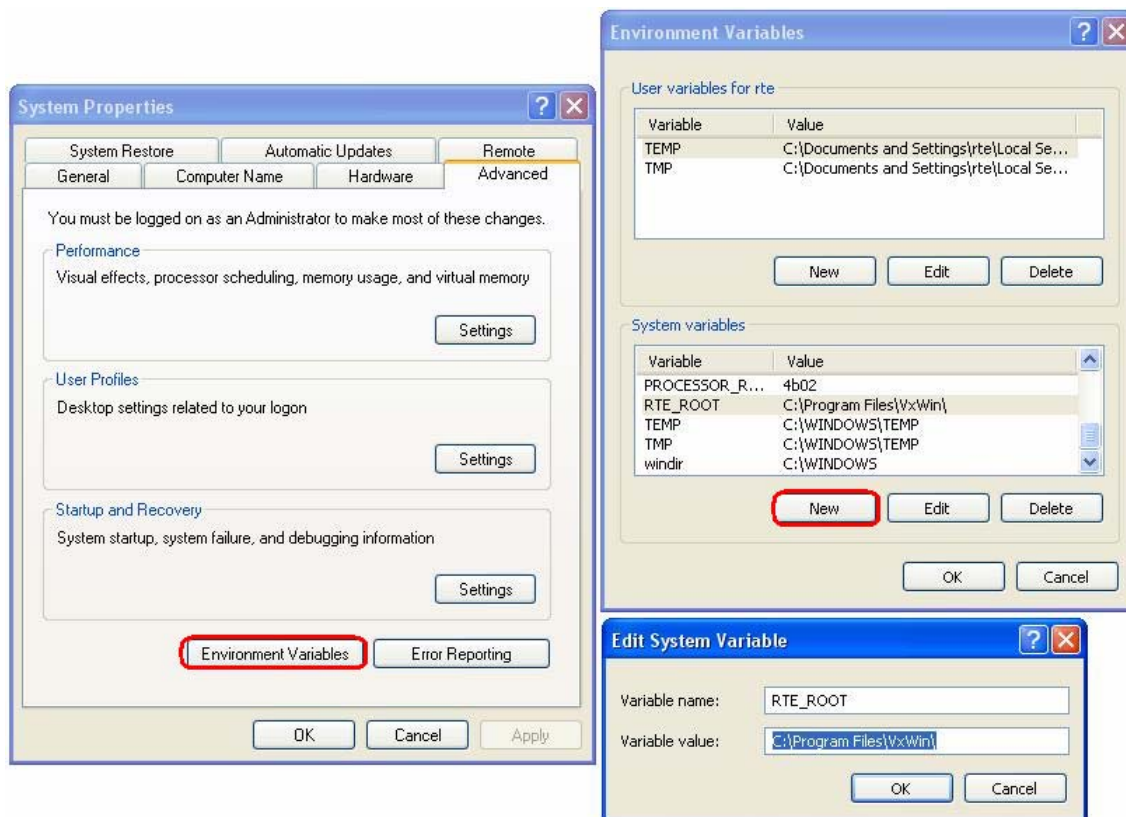 System Properties
System Restore Automatic Updates Remote
General Computer Name Hardware Advanced
You must be logged on as an Administrator to make most of these changes.
Performance
Visual effects, processor scheduling, memory usage, and virtual memory
Settings
User Profiles
Desktop settings related to your logon
Settings
Startup and Recovery
System startup, system failure, and debugging information
Settings
Environment Variables Error Reporting
OK Cancel Apply
Environment Variables
User variables for rte
Variable Value
TEMP C:\Documents and Settings\rte\Local Se...
TMP C:\Documents and Settings\rte\Local Se...
New Edit Delete
System variables
Variable Value
PROCESSOR_R... 4b02
RTE_ROOT C:\Program Files\VxWin\
TEMP C:\WINDOWS\TEMP
TMP C:\WINDOWS\TEMP
windir C:\WINDOWS
New Edit Delete
OK Cancel
Edit System Variable
Variable name: RTE_ROOT
Variable value: C:\Program Files\VxWin\
OK Cancel